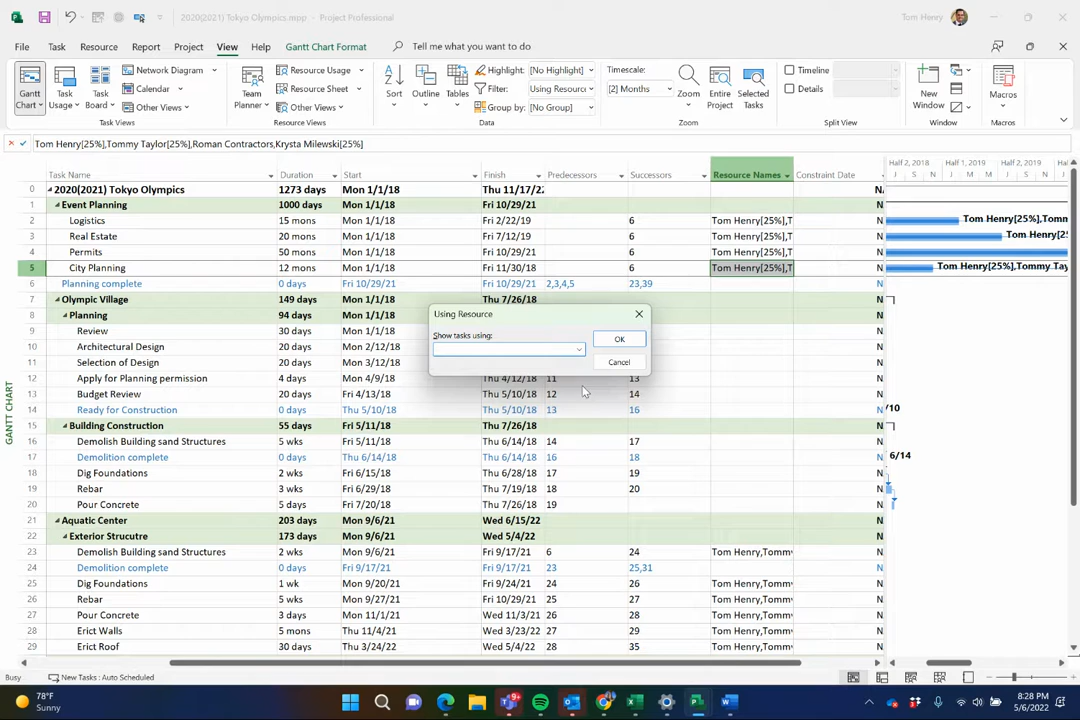 2020(2021) Tokyo Olympics.mpp - Project Professional
Tom Henry
File Task Resource Report Project View Help Gantt Chart Format Tell me what you want to do
Gantt Chart
Task Usage
Task Board
Network Diagram
Calendar
Other Views
Task Views
Team Planner
Resource Usage
Resource Sheet
Other Views
Resource Views
Sort
Outline
Tables
Highlight: [No Highlight]
Filter: Using Resource
Group by: [No Group]
Data
Timescale:
[2] Months
Zoom
Entire Project
Selected Tasks
Zoom
Timeline
Details
Split View
New Window
Window
Macros
Macros
Tom Henry[25%],Tommy Taylor[25%],Roman Contractors,Krysta Milewski[25%]
Half 2, 2018 Half 1, 2019 Half 2, 2019
Task Name Duration Start Finish Predecessors Successors Resource Names Constraint Date J S N J M M J S N
0 2020(2021) Tokyo Olympics 1273 days Mon 1/1/18 Thu 11/17/22 NA
1 Event Planning 1000 days Mon 1/1/18 Fri 10/29/21 N
2 Logistics 15 mons Mon 1/1/18 Fri 2/22/19 6 Tom Henry[25%],T N Tom Henry[25%],Tomm
3 Real Estate 20 mons Mon 1/1/18 Fri 7/12/19 6 Tom Henry[25%],T N Tom Henry[25%
4 Permits 50 mons Mon 1/1/18 Fri 10/29/21 6 Tom Henry[25%],T N
5 City Planning 12 mons Mon 1/1/18 Fri 11/30/18 6 Tom Henry[25%],T N Tom Henry[25%],Tommy Tay
6 Planning complete 0 days Fri 10/29/21 Fri 10/29/21 2,3,4,5 23,39 N
7 Olympic Village 149 days Mon 1/1/18 Thu 7/26/18 N
8 Planning 94 days Mon 1/1/18 N
9 Review 30 days Mon 1/1/18 N
10 Architectural Design 20 days Mon 2/12/18 N
11 Selection of Design 20 days Mon 3/12/18 N
12 Apply for Planning permission 4 days Mon 4/9/18 Thu 4/12/18 11 13 N
13 Budget Review 20 days Fri 4/13/18 Thu 5/10/18 12 14 N
14 Ready for Construction 0 days Thu 5/10/18 Thu 5/10/18 13 16 N /10
15 Building Construction 55 days Fri 5/11/18 Thu 7/26/18 N
16 Demolish Building sand Structures 5 wks Fri 5/11/18 Thu 6/14/18 14 17 N
17 Demolition complete 0 days Thu 6/14/18 Thu 6/14/18 16 18 N 6/14
18 Dig Foundations 2 wks Fri 6/15/18 Thu 6/28/18 17 19 N
19 Rebar 3 wks Fri 6/29/18 Thu 7/19/18 18 20 N
20 Pour Concrete 5 days Fri 7/20/18 Thu 7/26/18 19 N
21 Aquatic Center 203 days Mon 9/6/21 Wed 6/15/22 N
22 Exterior Strucutre 173 days Mon 9/6/21 Wed 5/4/22 N
23 Demolish Building sand Structures 2 wks Mon 9/6/21 Fri 9/17/21 6 24 Tom Henry,Tomm N
24 Demolition complete 0 days Fri 9/17/21 Fri 9/17/21 23 25,31 N
25 Dig Foundations 1 wk Mon 9/20/21 Fri 9/24/21 24 26 Tom Henry,Tomm N
26 Rebar 6 wks Mon 9/20/21 Fri 10/29/21 25 27 Tom Henry,Tomm N
27 Pour Concrete 3 days Mon 11/1/21 Wed 11/3/21 26 28 Tom Henry,Tomm N
28 Erict Walls 5 mons Thu 11/4/21 Wed 3/23/22 27 29 Tom Henry,Tomm N
29 Erict Roof 30 days Thu 3/24/22 Wed 5/4/22 28 35 Tom Henry,Tomm N
Using Resource
Show tasks using:
OK
Cancel
GANTT CHART
Busy New Tasks : Auto Scheduled
78°F
Sunny
8:28 PM
5/6/2022